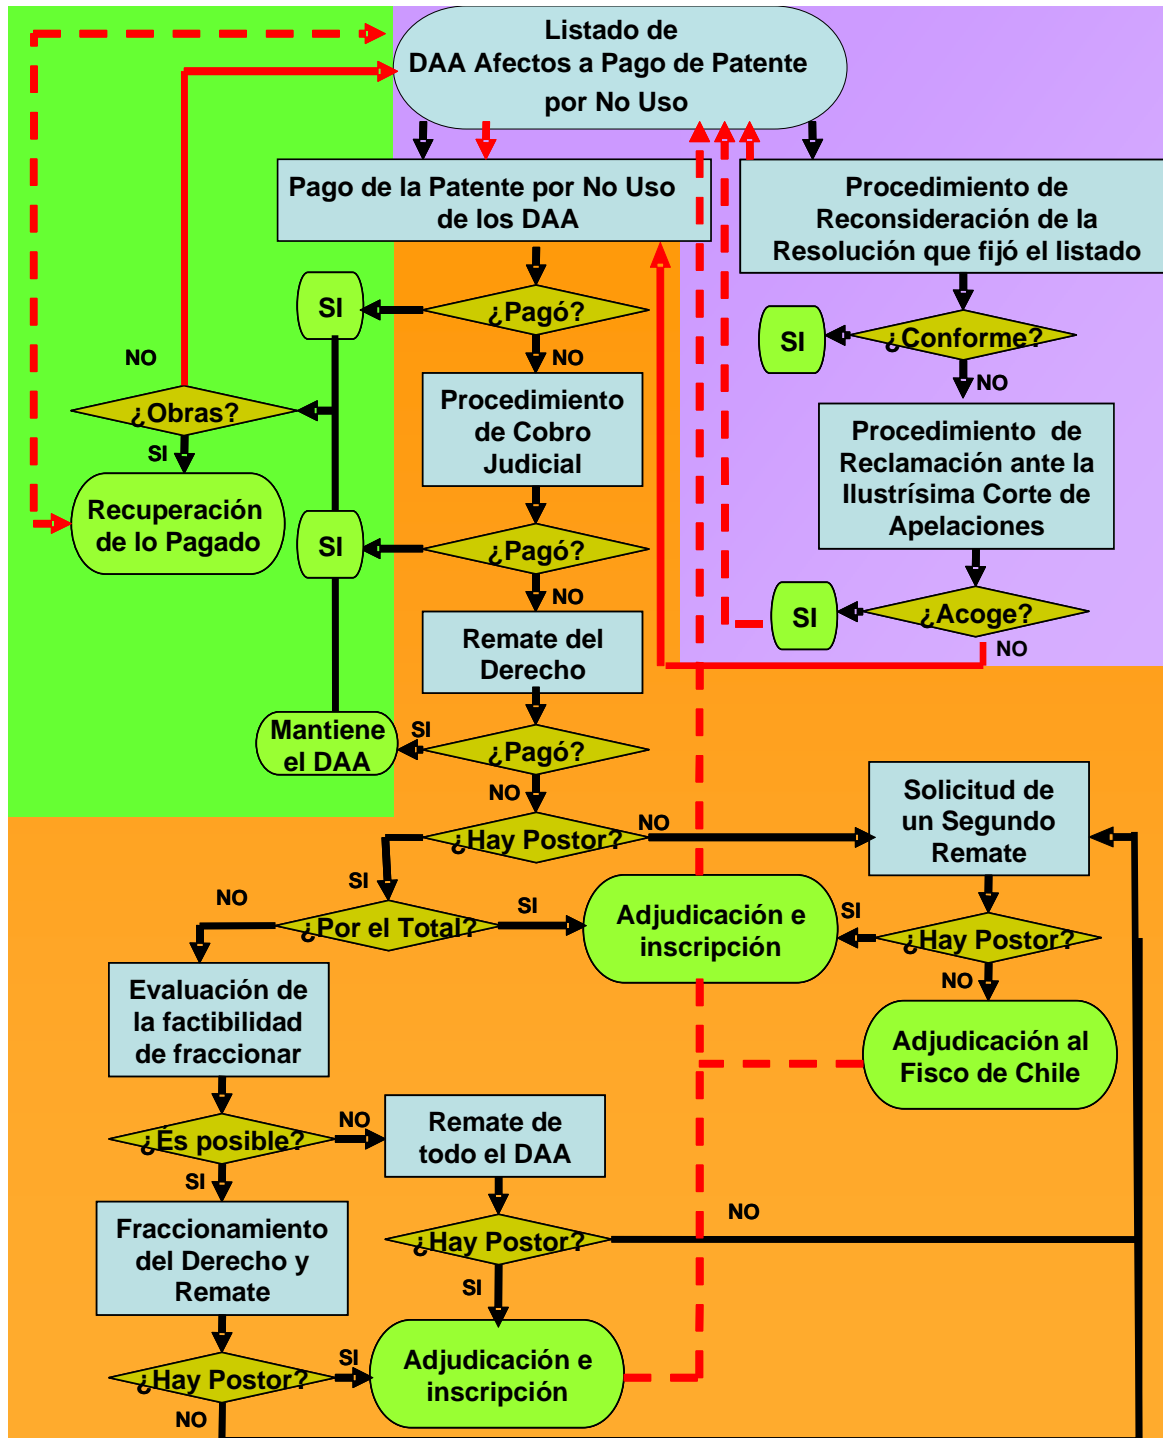 Listado de
DAA Afectos a Pago de Patente
por No Uso
Pago de la Patente por No Uso
de los DAA
Procedimiento de
Reconsideración de la
Resolución que fijó el listado
SI
¿Pagó?
SI
¿Conforme?
NO
NO
NO
¿Obras?
SI
Procedimiento
de Cobro
Judicial
Procedimiento de
Reclamación ante la
Ilustrísima Corte de
Apelaciones
Recuperación
de lo Pagado
SI
¿Pagó?
NO
SI
¿Acoge?
NO
Remate del
Derecho
Mantiene
el DAA
SI
¿Pagó?
NO
¿Hay Postor?
NO
Solicitud de
un Segundo
Remate
SI
NO
¿Por el Total?
SI
Adjudicación e
inscripción
SI
¿Hay Postor?
NO
Evaluación de
la factibilidad
de fraccionar
Adjudicación al
Fisco de Chile
¿És posible?
NO
Remate de
todo el DAA
SI
Fraccionamiento
del Derecho y
Remate
¿Hay Postor?
NO
SI
¿Hay Postor?
SI
Adjudicación e
inscripción
NO